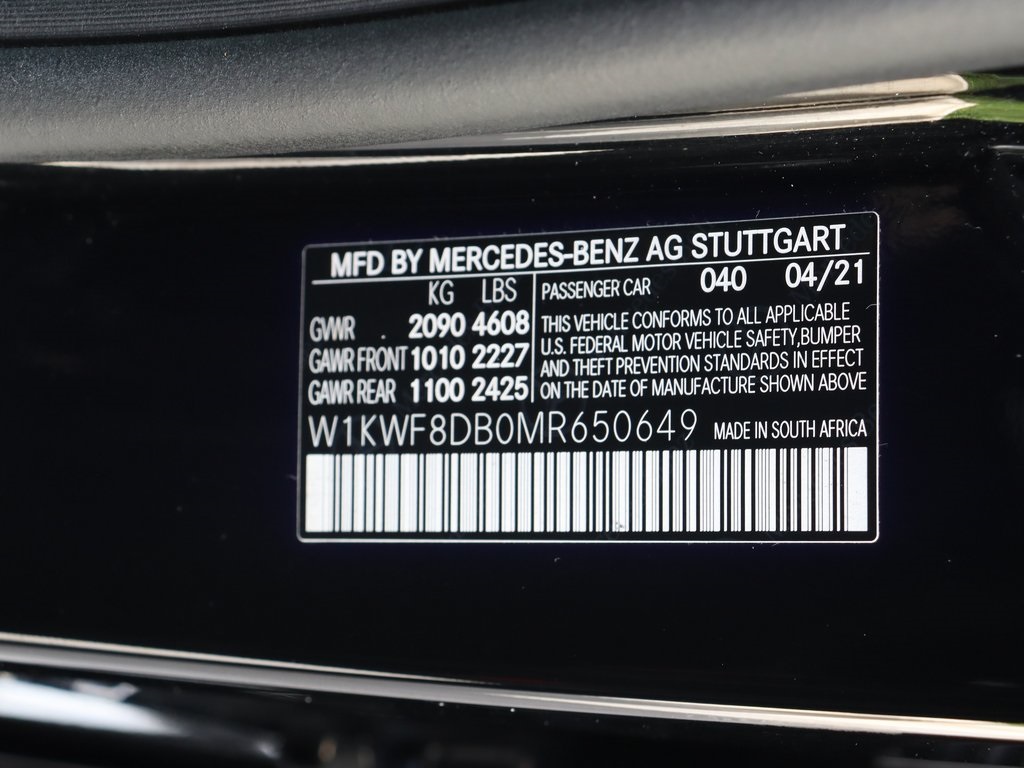 MFD BY MERCEDES-BENZ AG STUTTGART
KG LBS
GVWR 2090 4608
GAWR FRONT 1010 2227
GAWR REAR 1100 2425
PASSENGER CAR 040 04/21
THIS VEHICLE CONFORMS TO ALL APPLICABLE
U.S. FEDERAL MOTOR VEHICLE SAFETY,BUMPER
AND THEFT PREVENTION STANDARDS IN EFFECT
ON THE DATE OF MANUFACTURE SHOWN ABOVE
W1KWF8DB0MR650649 MADE IN SOUTH AFRICA